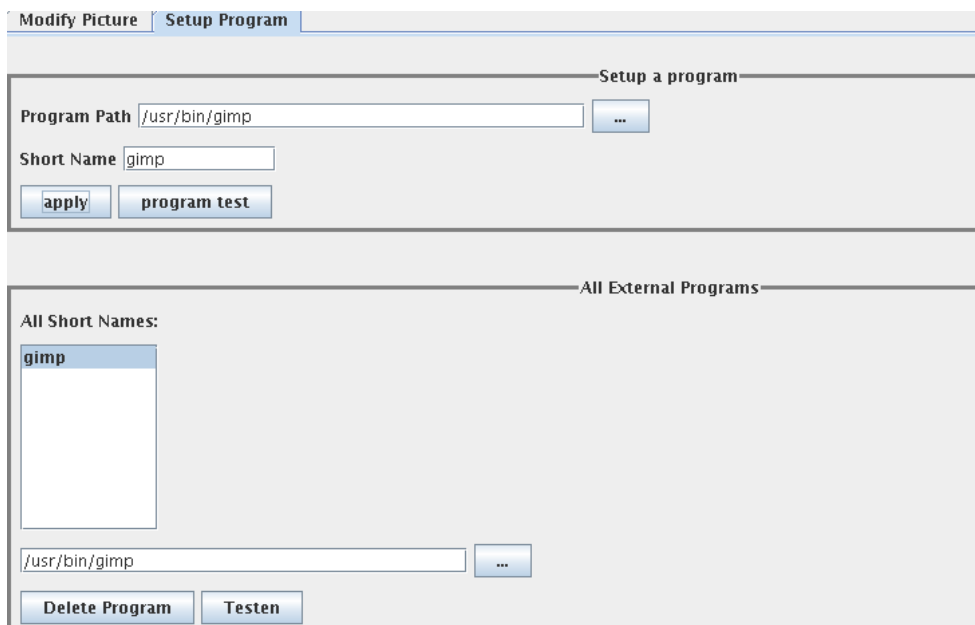 Modify Picture Setup Program
Setup a program
Program Path /usr/bin/gimp ...
Short Name gimp
apply program test
All External Programs
All Short Names:
gimp
/usr/bin/gimp ...
Delete Program Testen